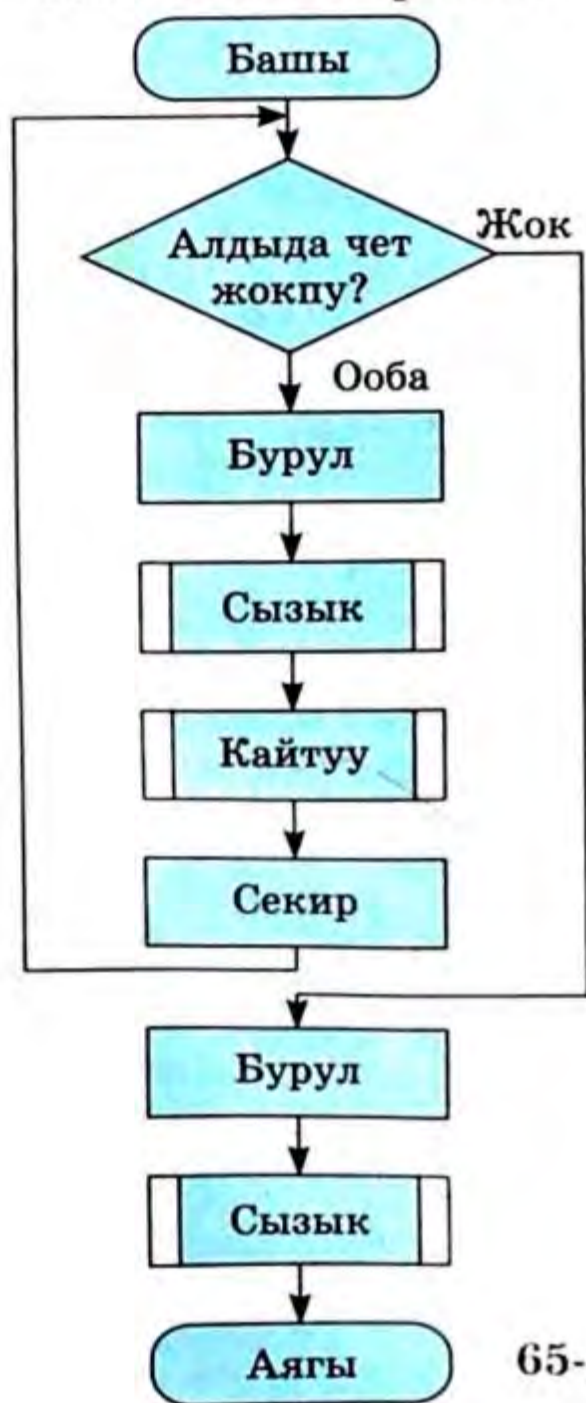 Башы
Алдыда чет
жокпу?
Жок
Ооба
Бурул
Сызык
Кайтуу
Секир
Бурул
Сызык
Аягы
65-